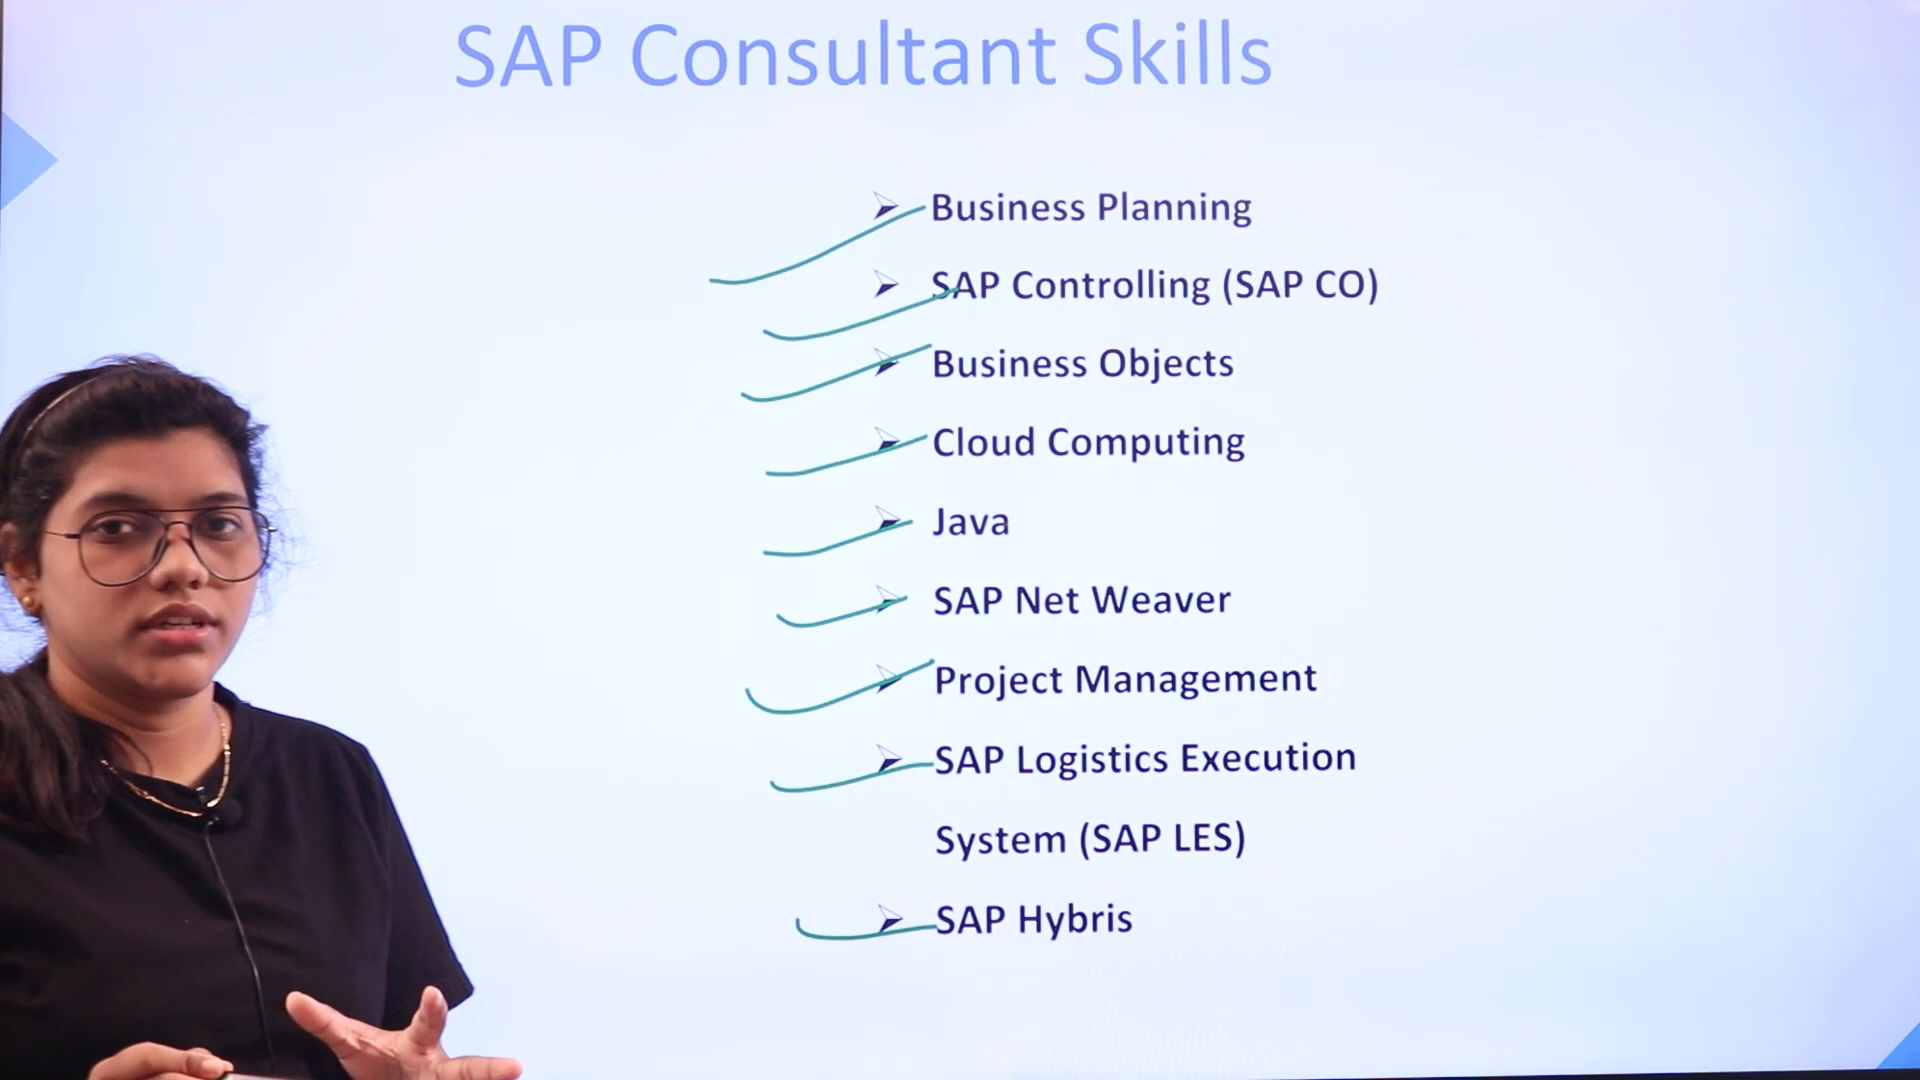 SAP Consultant Skills
Business Planning
SAP Controlling (SAP CO)
Business Objects
Cloud Computing
Java
SAP Net Weaver
Project Management
SAP Logistics Execution
System (SAP LES)
SAP Hybris